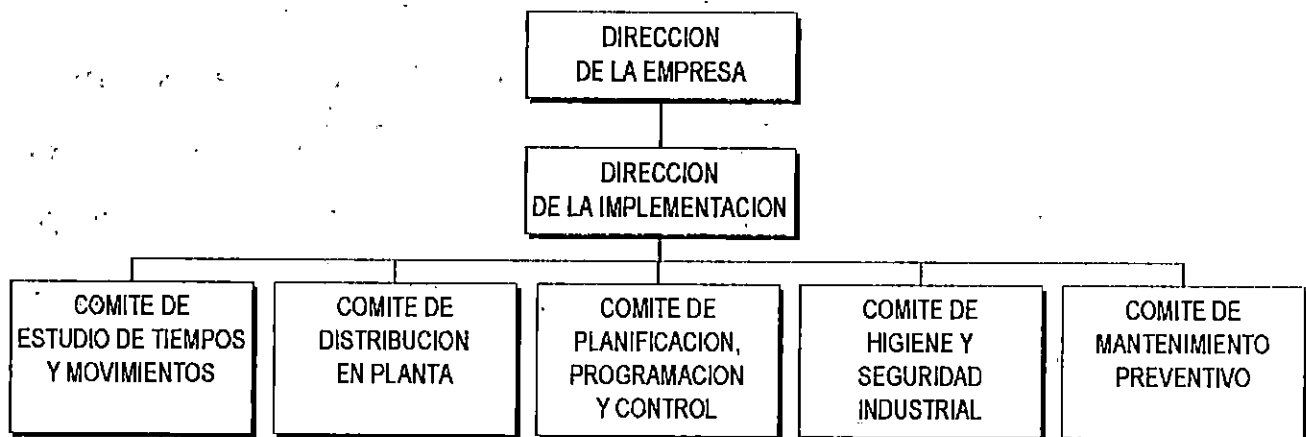 DIRECCION
DE LA EMPRESA
DIRECCION
DE LA IMPLEMENTACION
COMITE DE
ESTUDIO DE TIEMPOS
Y MOVIMIENTOS
COMITE DE
DISTRIBUCION
EN PLANTA
COMITE DE
PLANIFICACION,
PROGRAMACION
Y CONTROL
COMITE DE
HIGIENE Y
SEGURIDAD
INDUSTRIAL
COMITE DE
MANTENIMIENTO
PREVENTIVO